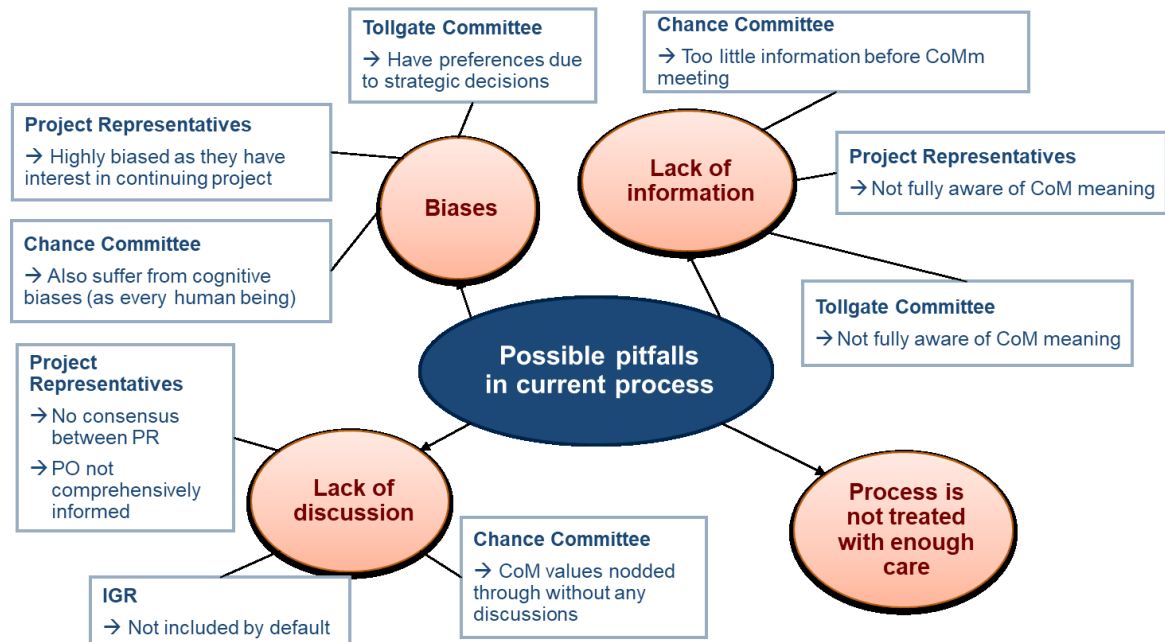 Tollgate Committee
→ Have preferences due
to strategic decisions
Chance Committee
→ Too little information before CoMm
meeting
Project Representatives
→ Highly biased as they have
interest in continuing project
Biases
Lack of
information
Project Representatives
→ Not fully aware of CoM meaning
Chance Committee
→ Also suffer from cognitive
biases (as every human being)
Tollgate Committee
→ Not fully aware of CoM meaning
Possible pitfalls
in current process
Project
Representatives
→ No consensus
between PR
→ PO not
comprehensively
informed
Lack of
discussion
Process is
not treated
with enough
care
Chance Committee
→ CoM values nodded
through without any
discussions
IGR
→ Not included by default